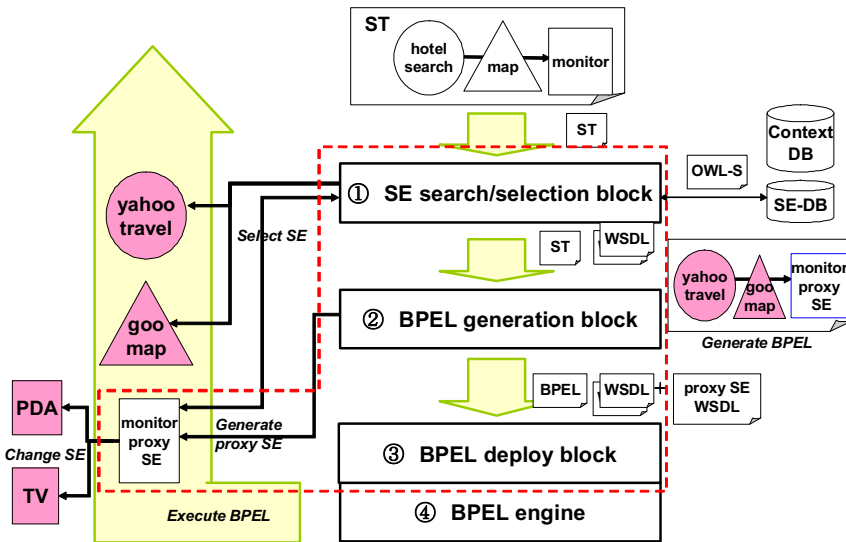 ST
hotel
search
map
monitor
ST
Context
DB
OWL-S
SE-DB
① SE search/selection block
yahoo
travel
Select SE
ST
WSDL
yahoo
travel
goo
map
monitor
proxy
SE
Generate BPEL
goo
map
② BPEL generation block
BPEL
WSDL
+
proxy SE
WSDL
PDA
Change SE
TV
monitor
proxy
SE
Generate
proxy SE
③ BPEL deploy block
Execute BPEL
④ BPEL engine